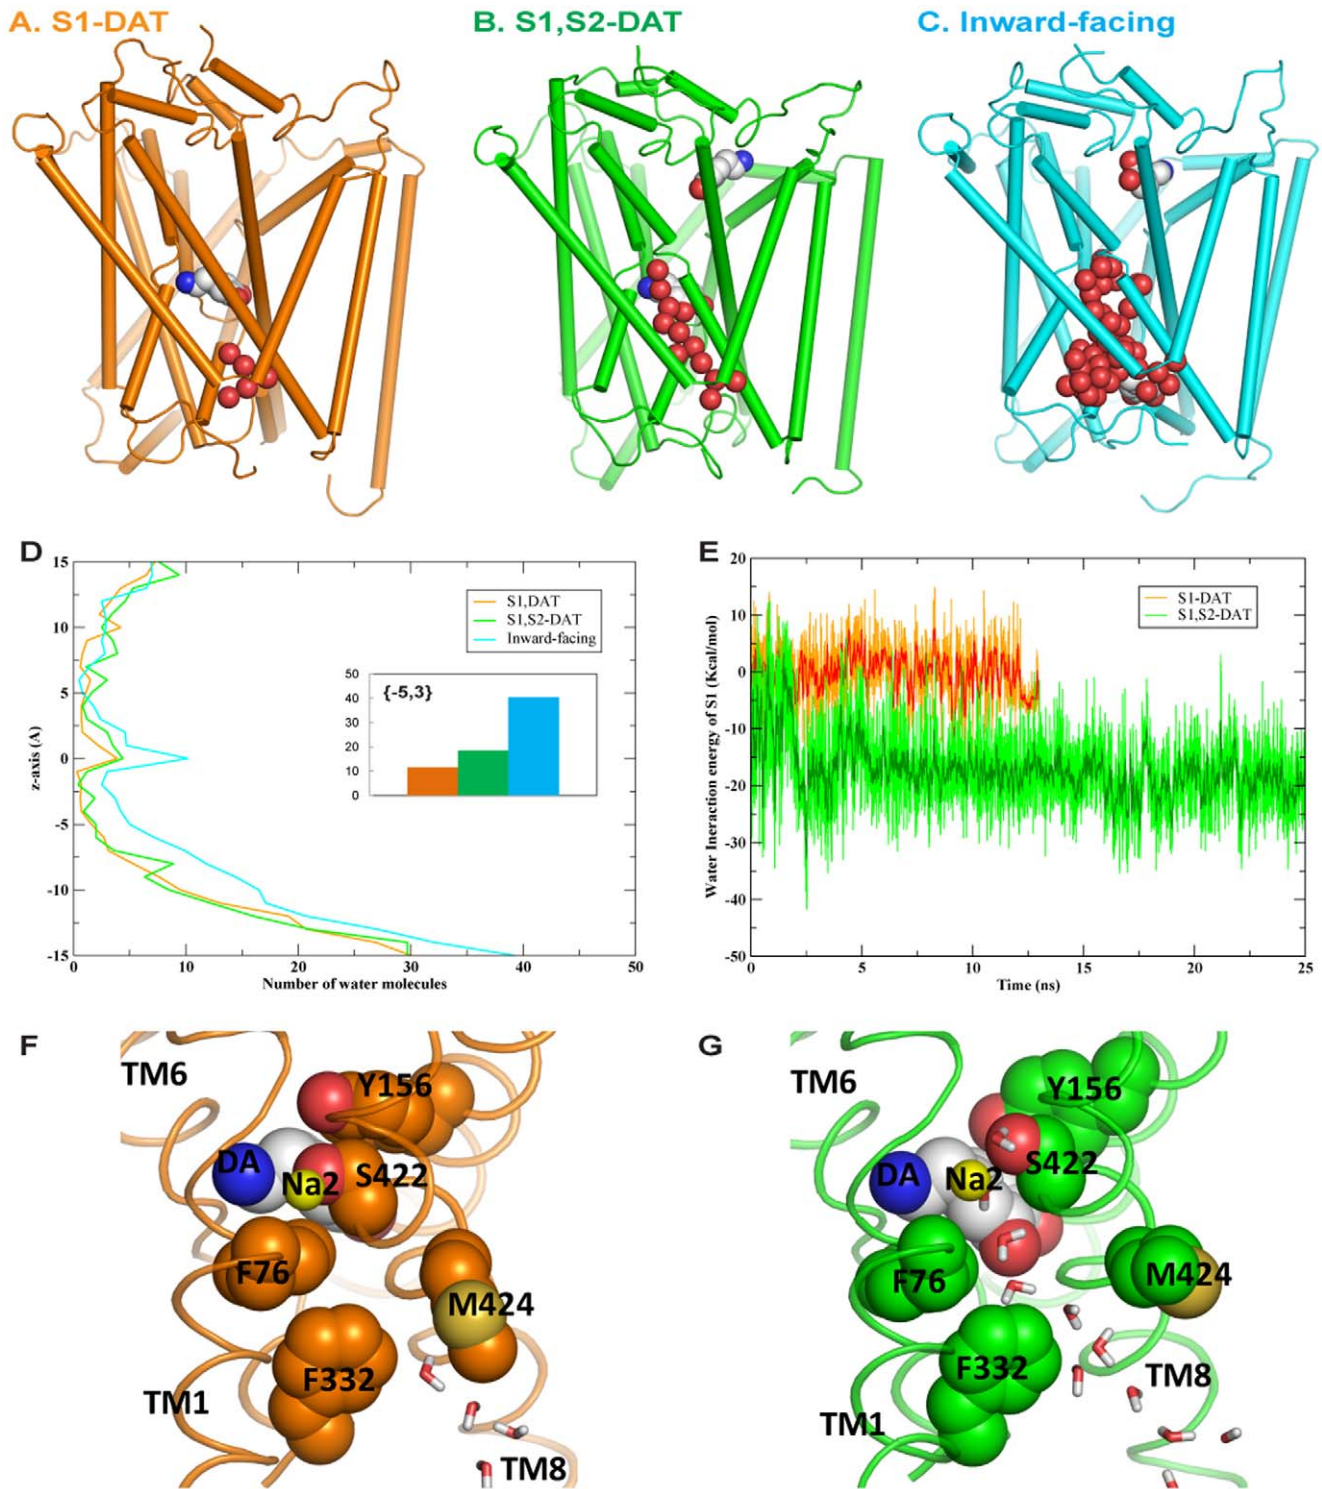 A. S1-DAT
B. S1,S2-DAT
C. Inward-facing
D
15
10
5
0
-5
-10
-15
z-axis (A)
0 10 20 30 40 50
Number of water molecules
S1,DAT
S1,S2-DAT
Inward-facing
{-5,3}
50
40
30
20
10
0
E
20
10
0
-10
-20
-30
-40
-50
Water Ineraction energy of S1 (Kcal/mol)
0 5 10 15 20 25
Time (ns)
S1-DAT
S1,S2-DAT
F
TM6
Y156
DA
Na2
S422
F76
M424
F332
TM1
TM8
G
TM6
Y156
S422
DA
Na2
F76
M424
F332
TM8
TM1